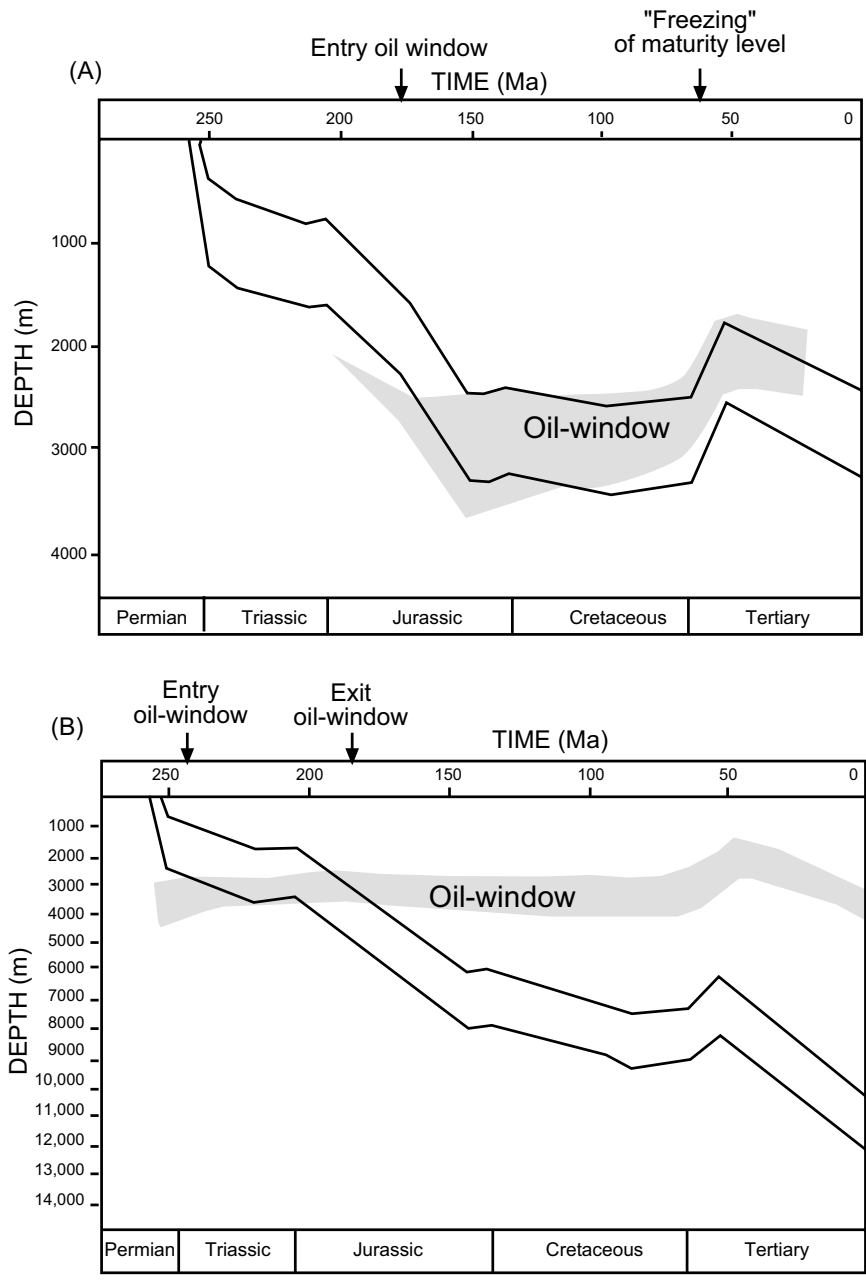 "Freezing"
of maturity level
Entry oil window
(A)
TIME (Ma)
250 200 150 100 50 0
DEPTH (m)
1000
2000
3000
4000
Oil-window
Permian Triassic Jurassic Cretaceous Tertiary
Entry
oil-window
Exit
oil-window
(B)
TIME (Ma)
250 200 150 100 50 0
DEPTH (m)
1000
2000
3000
4000
5000
6000
7000
8000
9000
10,000
11,000
12,000
13,000
14,000
Oil-window
Permian Triassic Jurassic Cretaceous Tertiary